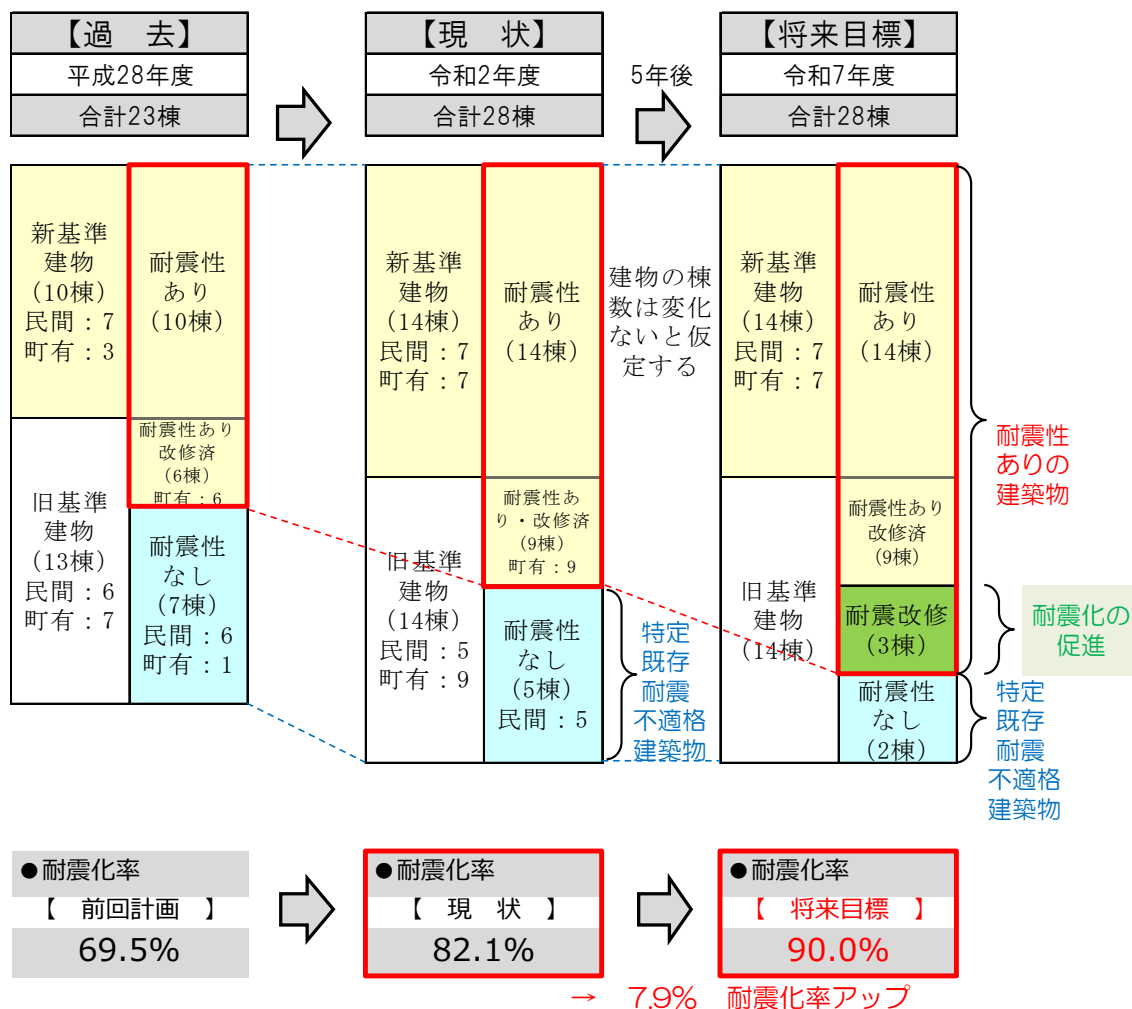 【過　去】
平成28年度
合計23棟
【現　状】
令和2年度
合計28棟
5年後
【将来目標】
令和7年度
合計28棟
新基準
建物
(10棟)
民間：7
町有：3
耐震性
あり
(10棟)
旧基準
建物
(13棟)
民間：6
町有：7
耐震性あり
改修済
(6棟)
町有：6
耐震性
なし
(7棟)
民間：6
町有：1
新基準
建物
(14棟)
民間：7
町有：7
耐震性
あり
(14棟)
旧基準
建物
(14棟)
民間：5
町有：9
耐震性あ
り・改修済
(9棟)
町有：9
耐震性
なし
(5棟)
民間：5
建物の棟
数は変化
ないと仮
定する
特定
既存
耐震
不適格
建築物
新基準
建物
(14棟)
民間：7
町有：7
耐震性
あり
(14棟)
旧基準
建物
(14棟)
耐震性あり
改修済
(9棟)
耐震改修
(3棟)
耐震性
なし
(2棟)
耐震性
ありの
建築物
耐震化の
促進
特定
既存
耐震
不適格
建築物
●耐震化率
【　前回計画　】
69.5%
●耐震化率
【　現　状　】
82.1%
●耐震化率
【　将来目標　】
90.0%
→　7.9%　耐震化率アップ